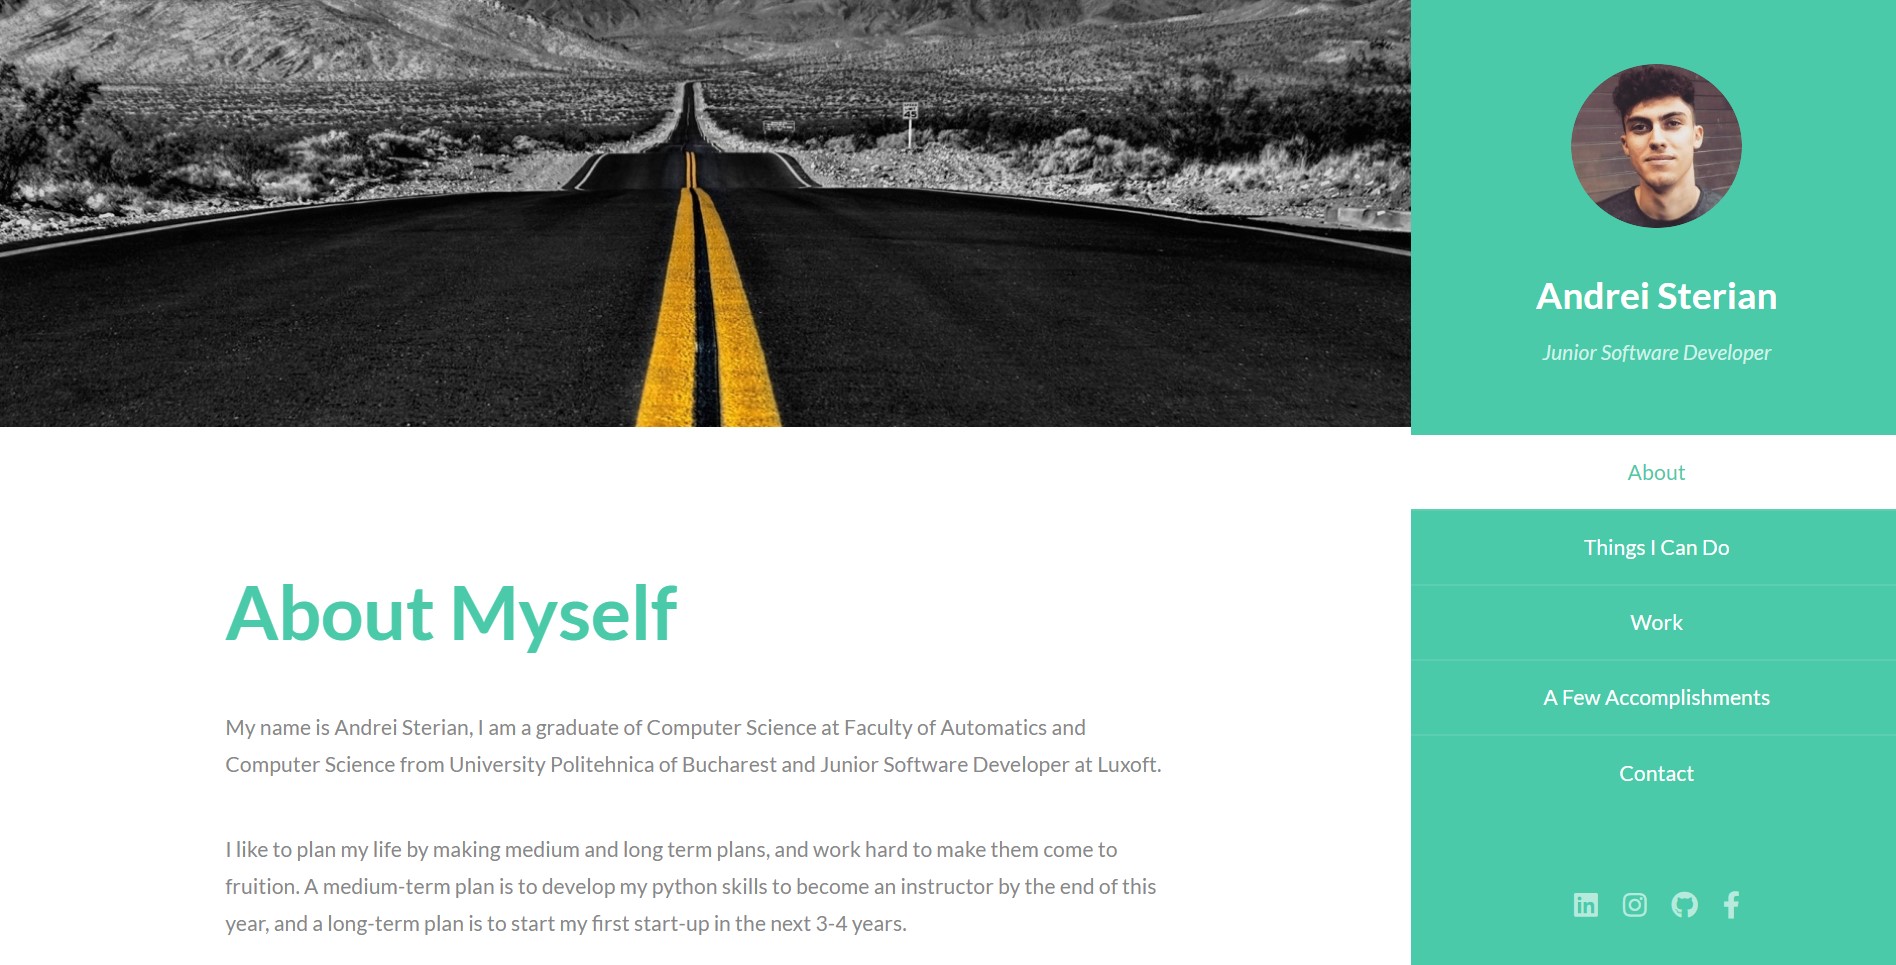 Andrei Sterian
Junior Software Developer
About
Things I Can Do
Work
A Few Accomplishments
Contact
About Myself
My name is Andrei Sterian, I am a graduate of Computer Science at Faculty of Automatics and
Computer Science from University Politehnica of Bucharest and Junior Software Developer at Luxoft.
I like to plan my life by making medium and long term plans, and work hard to make them come to
fruition. A medium-term plan is to develop my python skills to become an instructor by the end of this
year, and a long-term plan is to start my first start-up in the next 3-4 years.